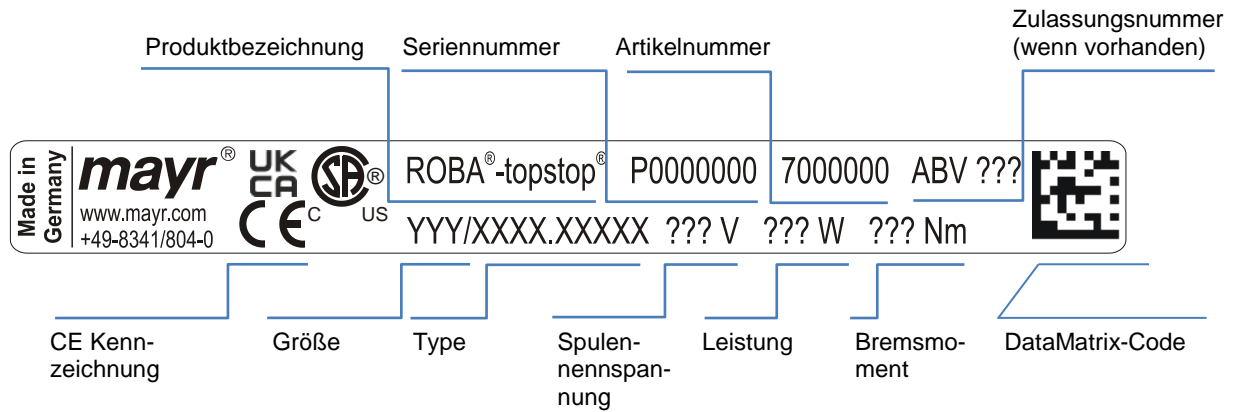 Produktbezeichnung
Seriennummer
Artikelnummer
Zulassungsnummer
(wenn vorhanden)
Made in
Germany
mayr®
www.mayr.com
+49-8341/804-0
UK
CA
CE
C SA® US
ROBA®-topstop® P0000000 7000000 ABV ???
YYY/XXXX.XXXXX ??? V ??? W ??? Nm
CE Kenn-
zeichnung
Größe
Type
Spulen-
nennspan-
nung
Leistung
Bremsmo-
ment
DataMatrix-Code